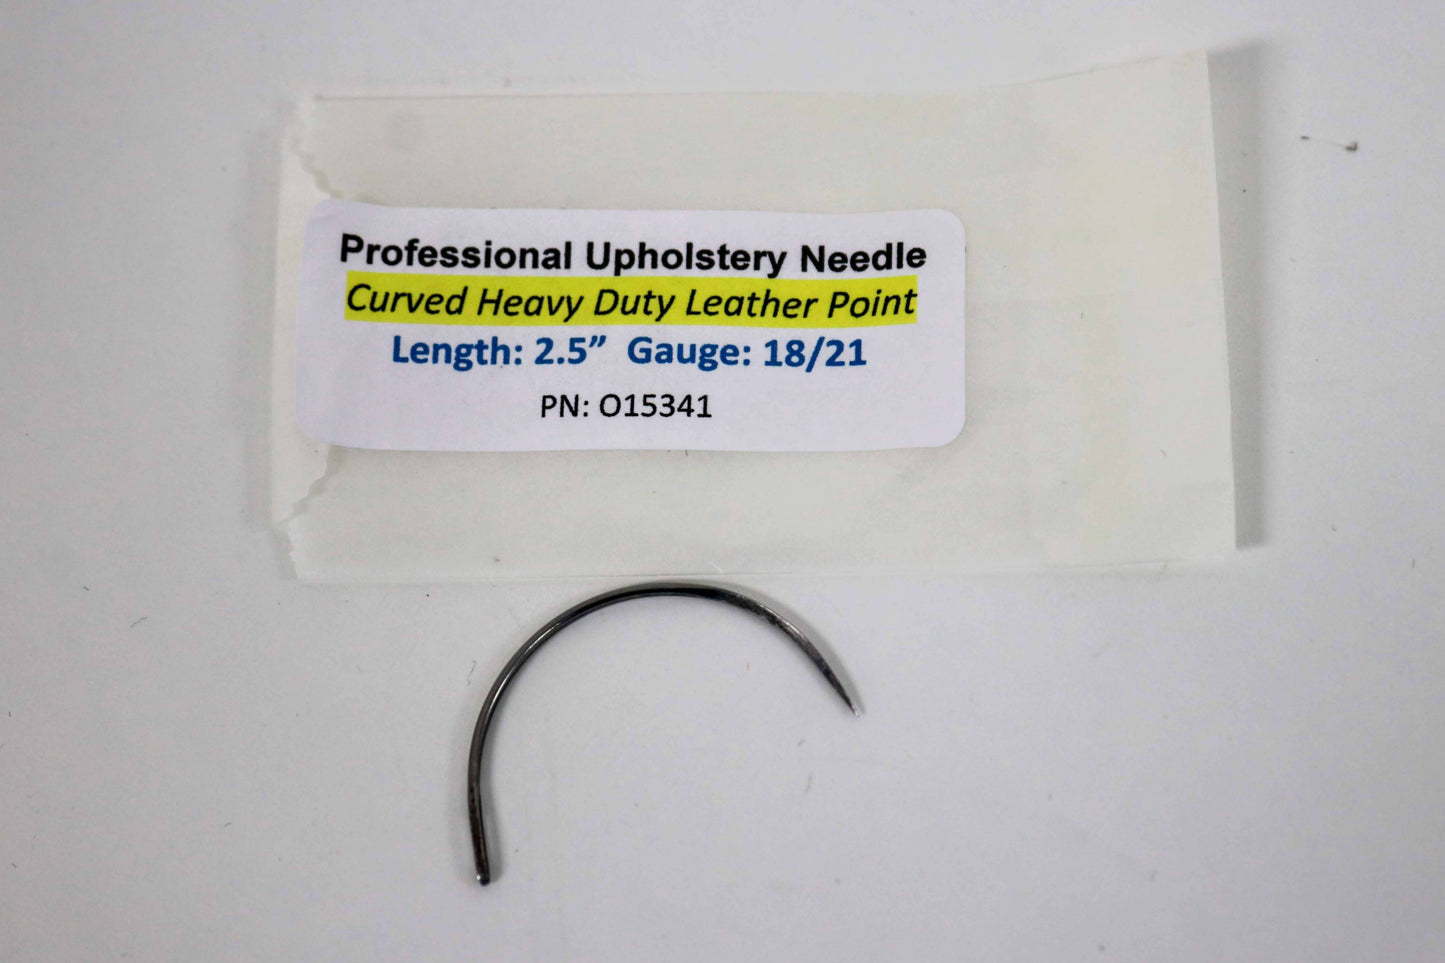 Professional Upholstery Needle
Curved Heavy Duty Leather Point
Length: 2.5” Gauge: 18/21
PN: O15341